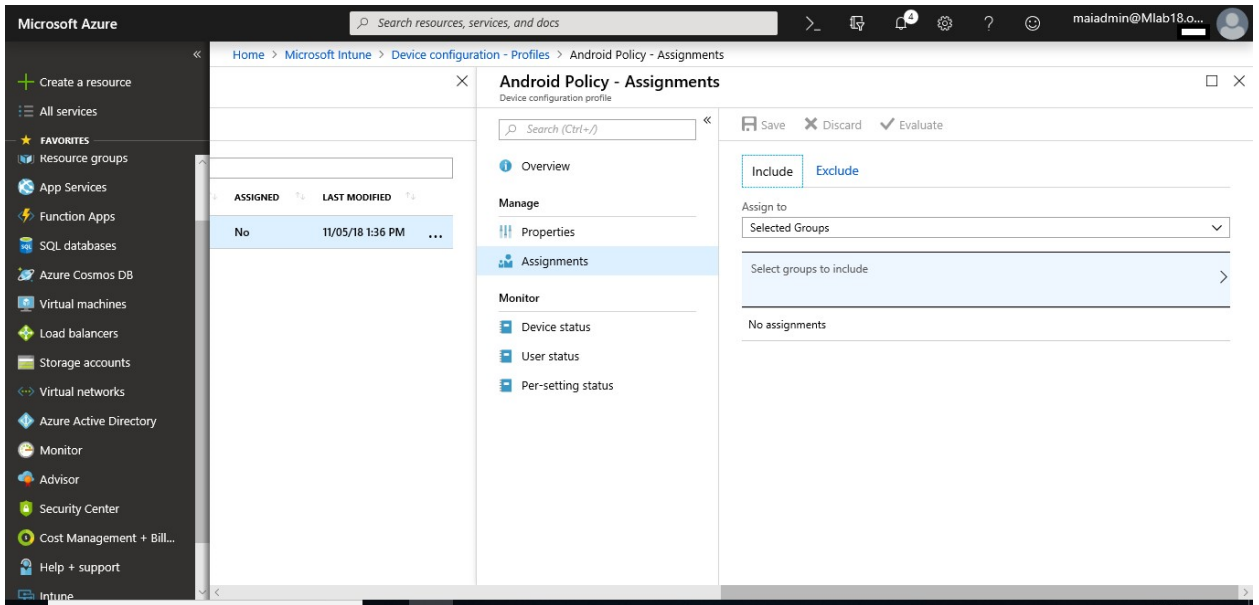 Microsoft Azure
Search resources, services, and docs
4
maiadmin@Mlab18.o...
Home > Microsoft Intune > Device configuration - Profiles > Android Policy - Assignments
Create a resource
All services
FAVORITES
Resource groups
App Services
Function Apps
SQL databases
Azure Cosmos DB
Virtual machines
Load balancers
Storage accounts
Virtual networks
Azure Active Directory
Monitor
Advisor
Security Center
Cost Management + Bill...
Help + support
Intune
ASSIGNED LAST MODIFIED
No 11/05/18 1:36 PM ...
Android Policy - Assignments
Device configuration profile
Search (Ctrl+/)
Overview
Manage
Properties
Assignments
Monitor
Device status
User status
Per-setting status
Save Discard Evaluate
Include Exclude
Assign to
Selected Groups
Select groups to include
No assignments